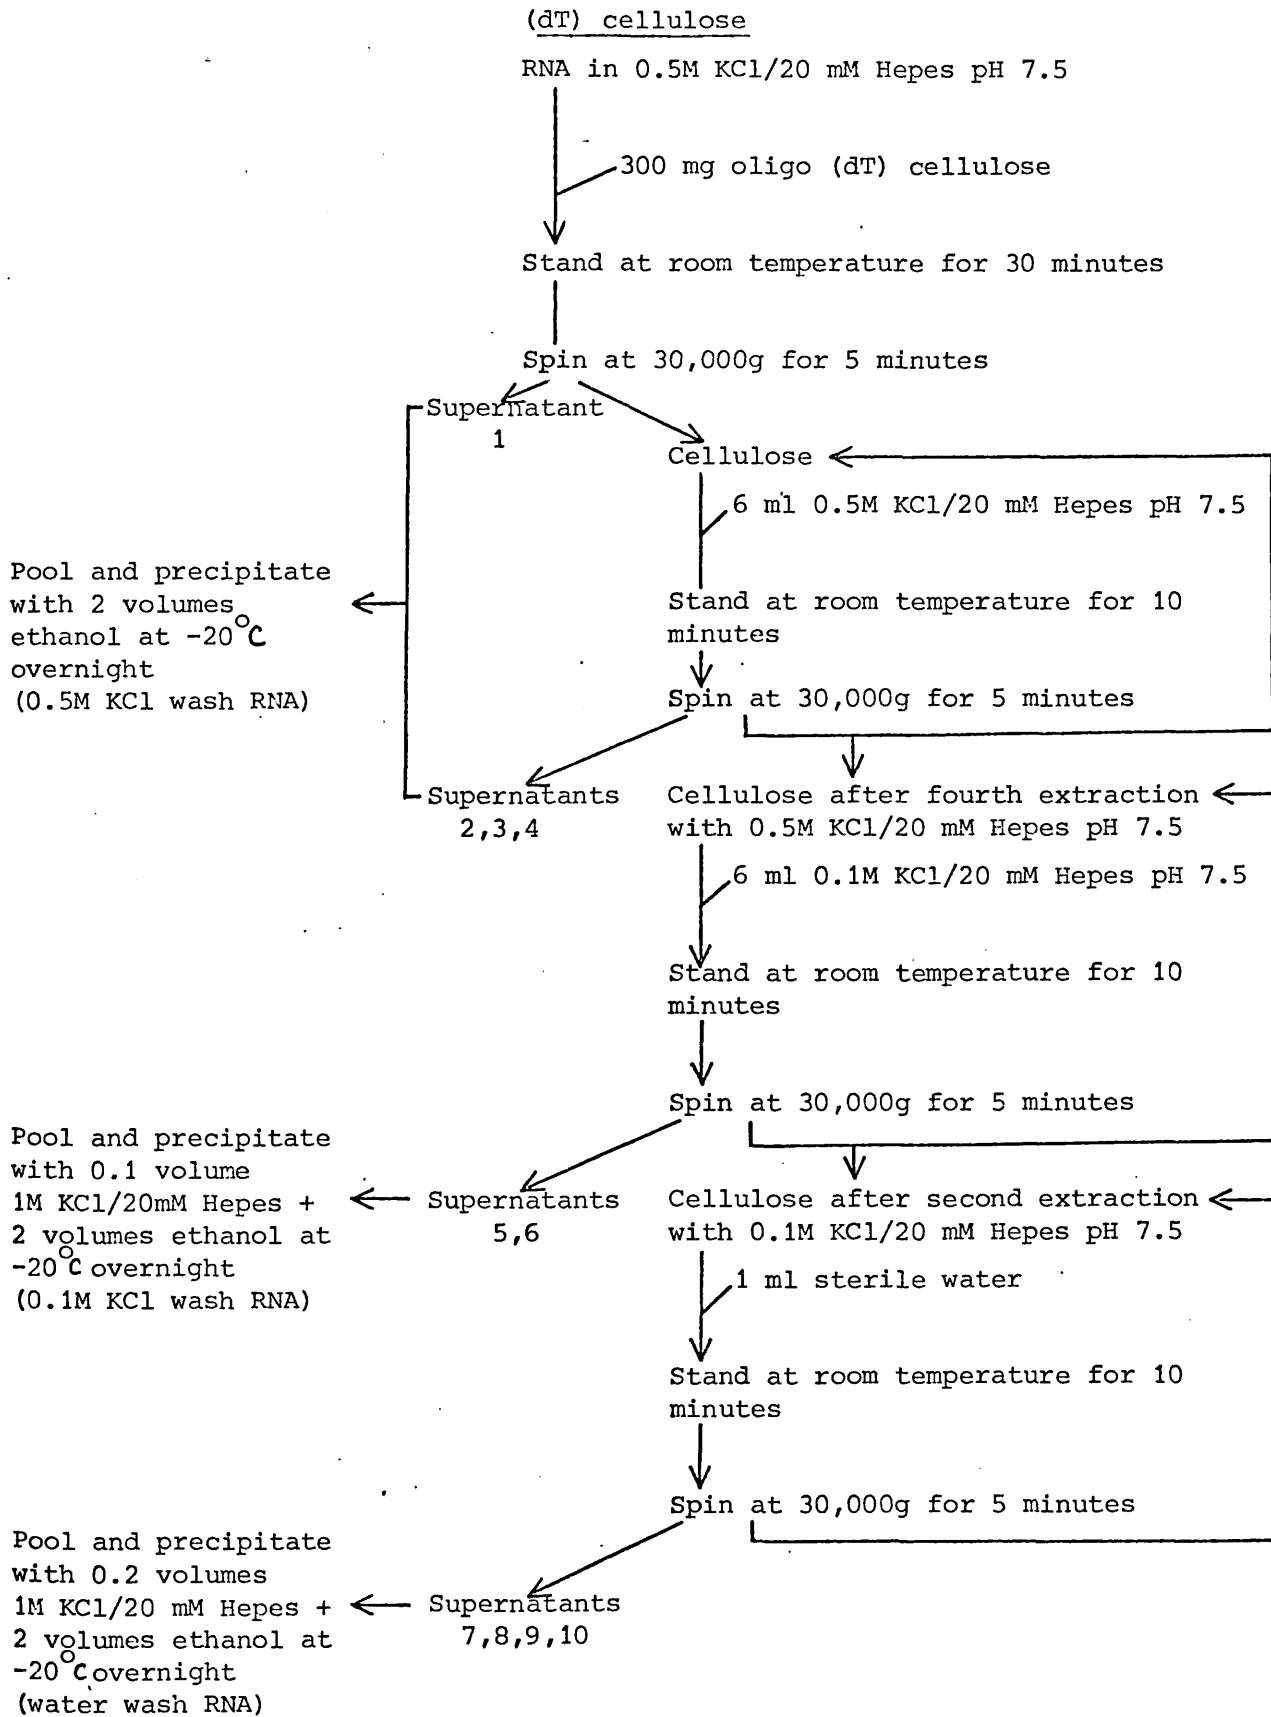 (dT) cellulose
RNA in 0.5M KCl/20 mM Hepes pH 7.5
300 mg oligo (dT) cellulose
Stand at room temperature for 30 minutes
Spin at 30,000g for 5 minutes
Supernatant
1
Cellulose
6 ml 0.5M KCl/20 mM Hepes pH 7.5
Pool and precipitate
with 2 volumes
ethanol at -20°C
overnight
(0.5M KCl wash RNA)
Stand at room temperature for 10
minutes
Spin at 30,000g for 5 minutes
Supernatants
2,3,4
Cellulose after fourth extraction
with 0.5M KCl/20 mM Hepes pH 7.5
6 ml 0.1M KCl/20 mM Hepes pH 7.5
Stand at room temperature for 10
minutes
Spin at 30,000g for 5 minutes
Pool and precipitate
with 0.1 volume
1M KCl/20mM Hepes +
2 volumes ethanol at
-20°C overnight
(0.1M KCl wash RNA)
Supernatants
5,6
Cellulose after second extraction
with 0.1M KCl/20 mM Hepes pH 7.5
1 ml sterile water
Stand at room temperature for 10
minutes
Spin at 30,000g for 5 minutes
Pool and precipitate
with 0.2 volumes
1M KCl/20 mM Hepes +
2 volumes ethanol at
-20°C overnight
(water wash RNA)
Supernatants
7,8,9,10